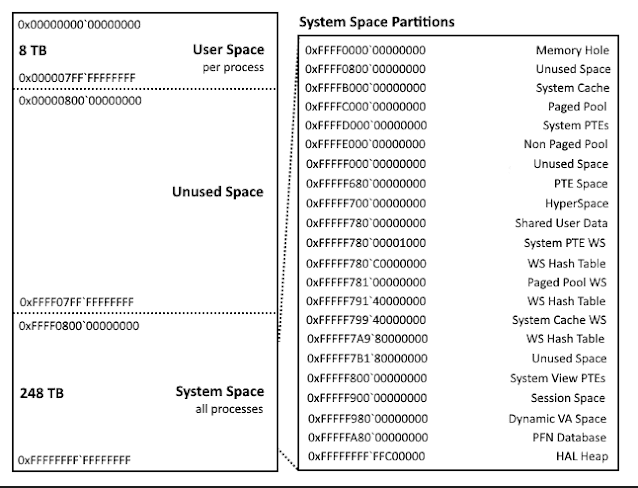 0x00000000`00000000
8 TB
User Space
per process
0x000007FF`FFFFFFFF
0x00000800`00000000
Unused Space
0xFFFF07FF`FFFFFFFF
0xFFFF0800`00000000
248 TB
System Space
all processes
0xFFFFFFFF`FFFFFFFF
System Space Partitions
0xFFFF0000`00000000 Memory Hole
0xFFFF0800`00000000 Unused Space
0xFFFFB000`00000000 System Cache
0xFFFFC000`00000000 Paged Pool
0xFFFFD000`00000000 System PTEs
0xFFFFE000`00000000 Non Paged Pool
0xFFFFF000`00000000 Unused Space
0xFFFFF680`00000000 PTE Space
0xFFFFF700`00000000 HyperSpace
0xFFFFF780`00000000 Shared User Data
0xFFFFF780`00001000 System PTE WS
0xFFFFF780`C0000000 WS Hash Table
0xFFFFF781`00000000 Paged Pool WS
0xFFFFF791`40000000 WS Hash Table
0xFFFFF799`40000000 System Cache WS
0xFFFFF7A9`80000000 WS Hash Table
0xFFFFF7B1`80000000 Unused Space
0xFFFFF800`00000000 System View PTEs
0xFFFFF900`00000000 Session Space
0xFFFFF980`00000000 Dynamic VA Space
0xFFFFFA80`00000000 PFN Database
0xFFFFFFFF`FFC00000 HAL Heap